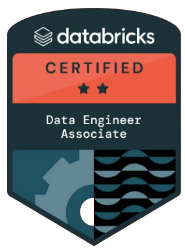 databricks
CERTIFIED
Data Engineer
Associate